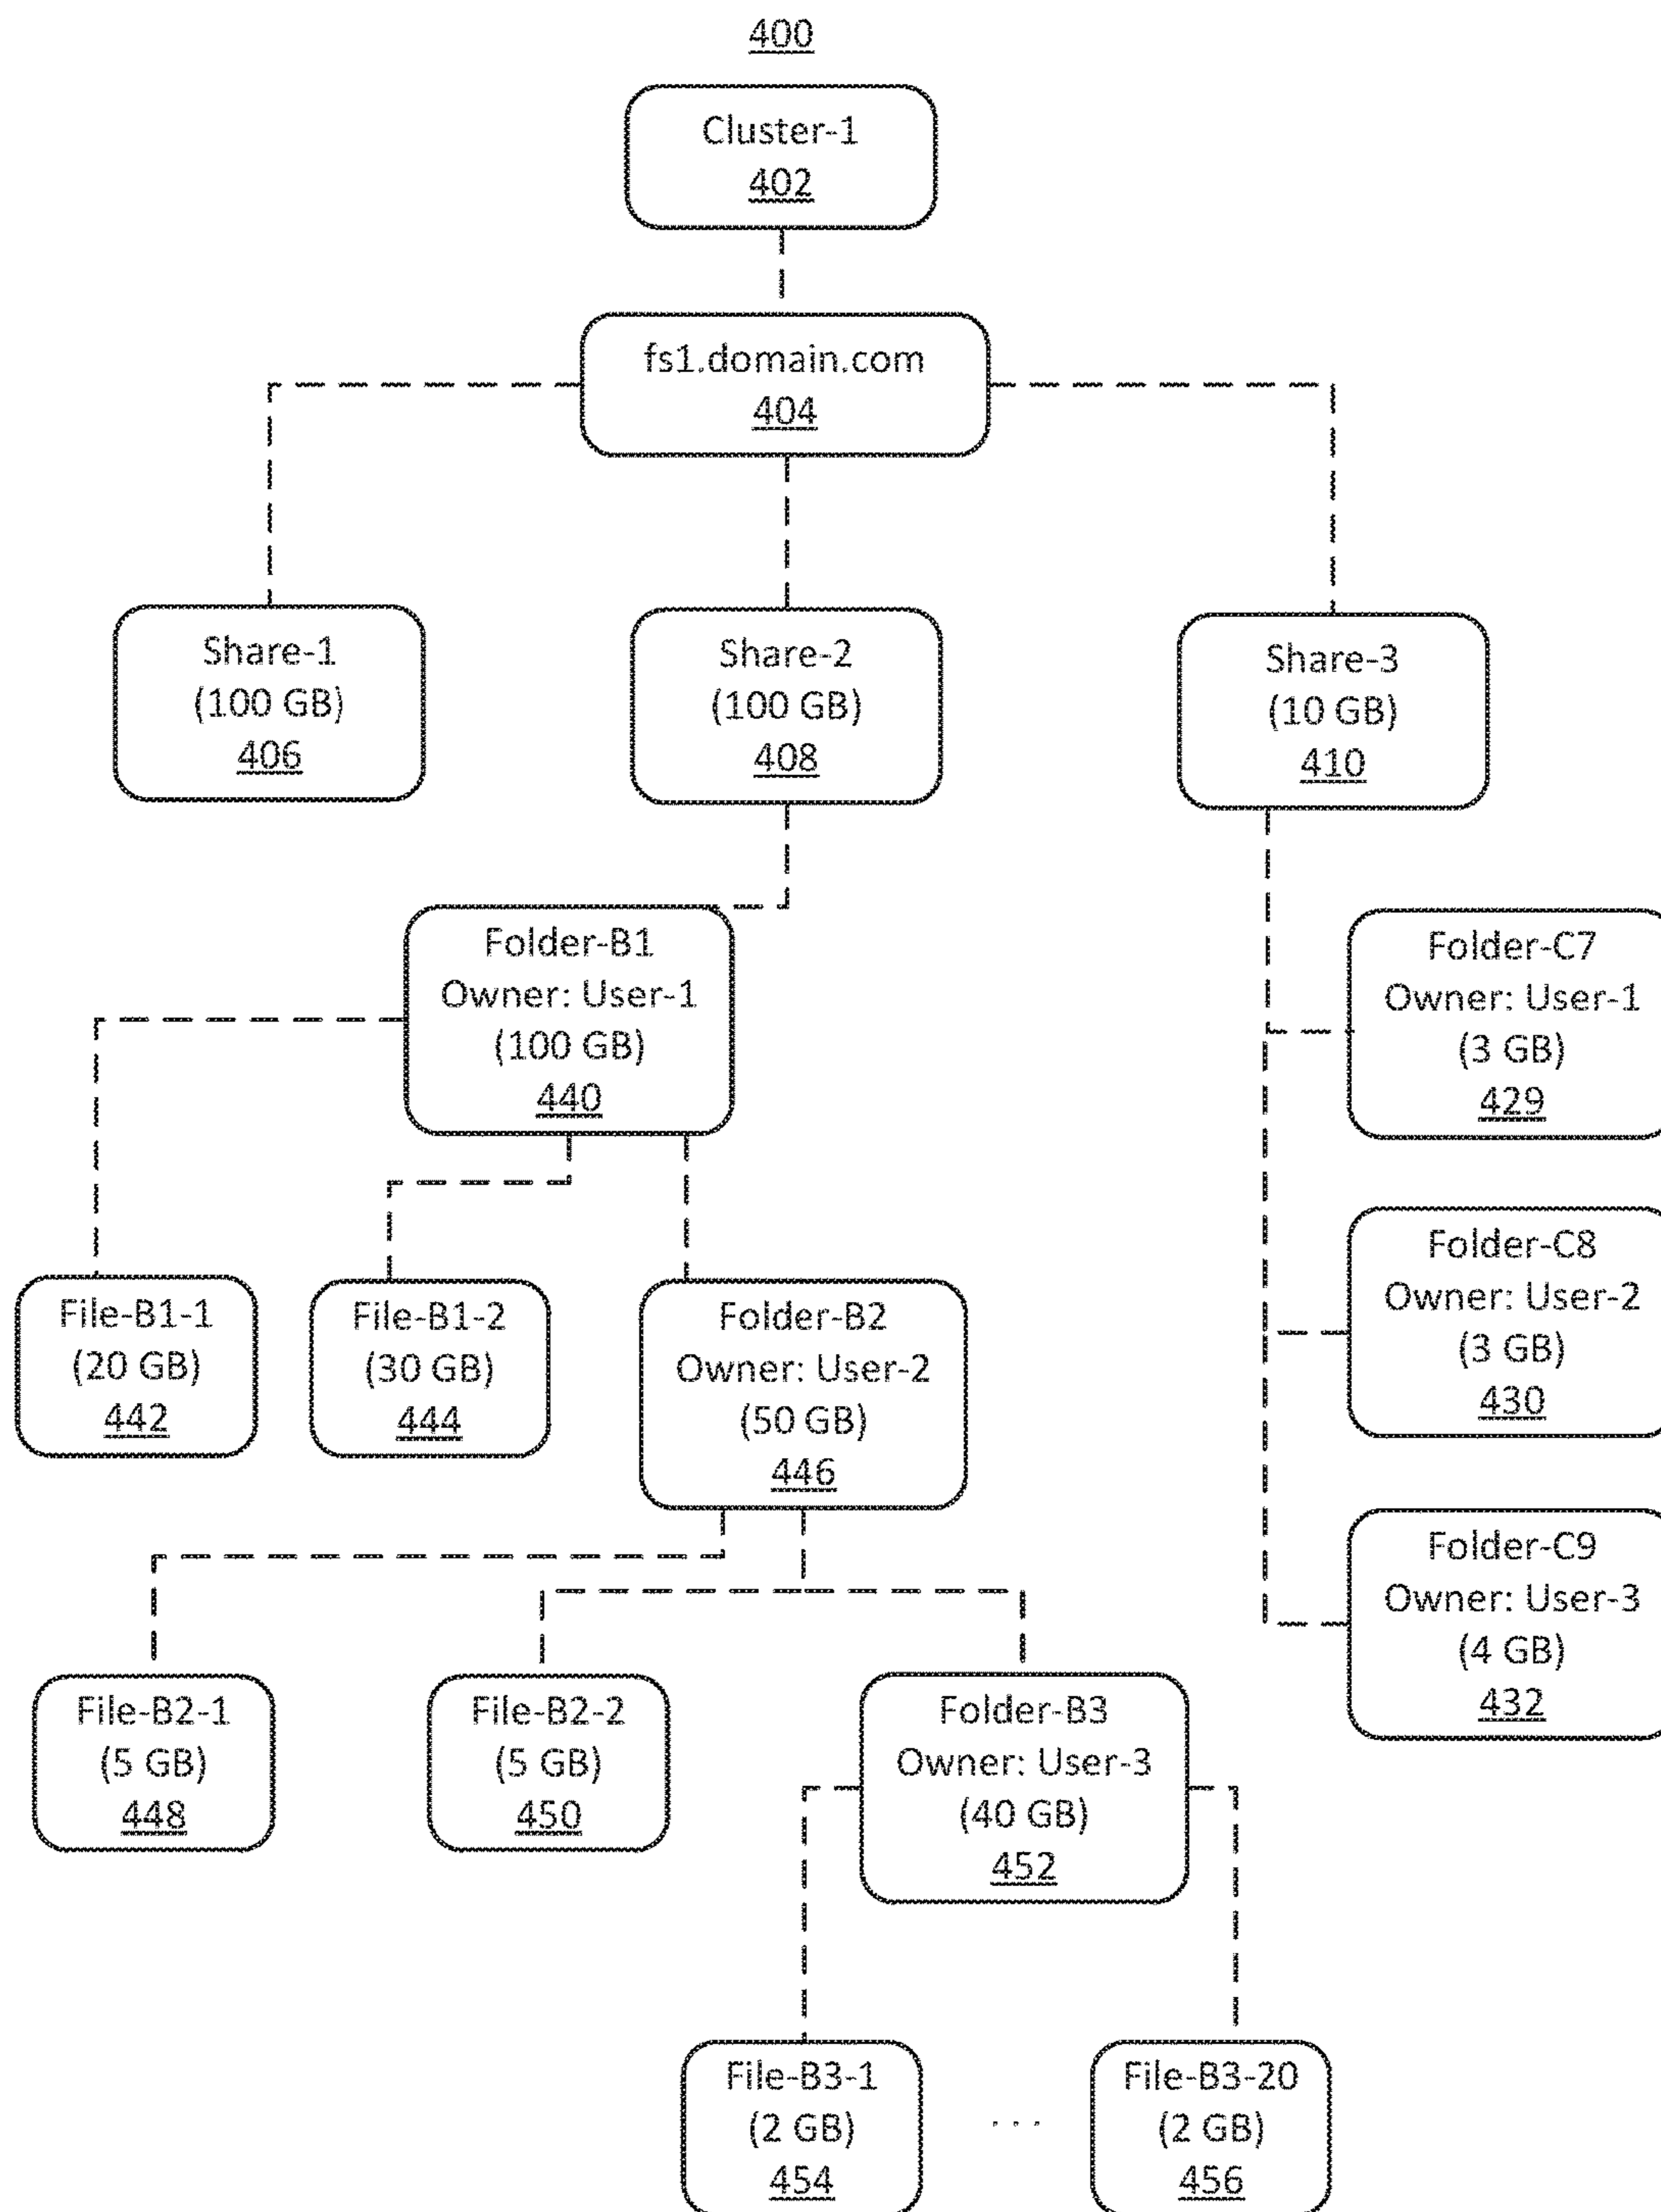 400
Cluster-1
402
fs1.domain.com
404
Share-1
(100 GB)
406
Share-2
(100 GB)
408
Share-3
(10 GB)
410
Folder-B1
Owner: User-1
(100 GB)
440
Folder-C7
Owner: User-1
(3 GB)
429
File-B1-1
(20 GB)
442
File-B1-2
(30 GB)
444
Folder-B2
Owner: User-2
(50 GB)
446
Folder-C8
Owner: User-2
(3 GB)
430
Folder-C9
Owner: User-3
(4 GB)
432
File-B2-1
(5 GB)
448
File-B2-2
(5 GB)
450
Folder-B3
Owner: User-3
(40 GB)
452
File-B3-1
(2 GB)
454
. . .
File-B3-20
(2 GB)
456